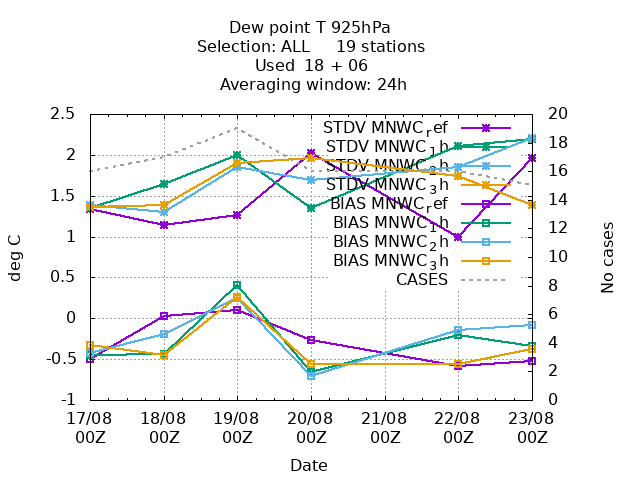 Dew point T 925hPa
Selection: ALL     19 stations
Used  18 + 06
Averaging window: 24h
deg C
2.5
2
1.5
1
0.5
0
-0.5
-1
STDV MNWC_ref
STDV MNWC_1h
STDV MNWC_2h
STDV MNWC_3h
BIAS MNWC_ref
BIAS MNWC_1h
BIAS MNWC_2h
BIAS MNWC_3h
CASES
20
18
16
14
12
10
8
6
4
2
0
No cases
17/08 18/08 19/08 20/08 21/08 22/08 23/08
00Z 00Z 00Z 00Z 00Z 00Z 00Z
Date